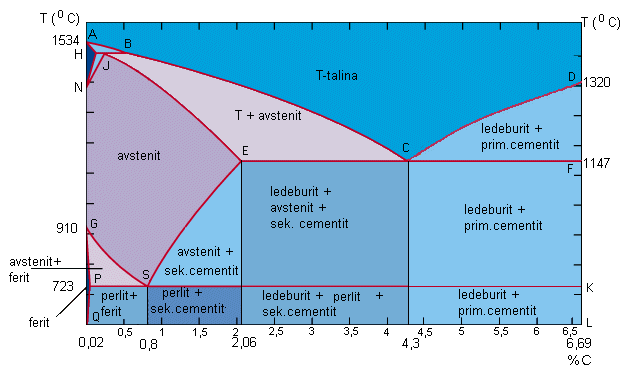 T ( ⁰ C)
T ( ⁰ C)
1534
A
B
H
J
N
T-talina
D
1320
T + avstenit
ledeburit +
prim.cementit
avstenit
E
C
1147
F
ledeburit +
avstenit +
sek. cementit
ledeburit +
prim.cementit
G
910
avstenit +
sek.cementit
avstenit+
ferit
P
S
723
K
perlit+
ferit
perlit +
sek.cementit
ledeburit + perlit +
sek.cementit
ledeburit +
prim.cementit
ferit
Q
L
0,5 1 1,5 2 2,5 3 3,5 4 4,5 5 5,5 6 6,5
0,02 0,8 2,06 4,3 6,69
%C